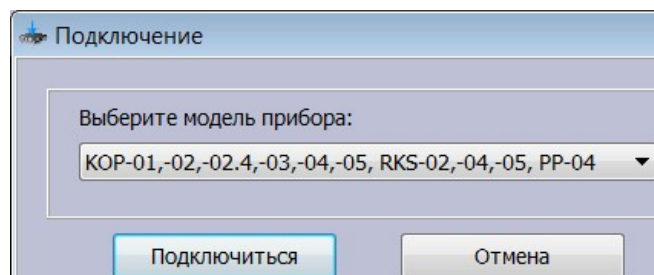 Подключение
Выберите модель прибора:
KOP-01,-02,-02.4,-03,-04,-05, RKS-02,-04,-05, PP-04
Подключиться
Отмена